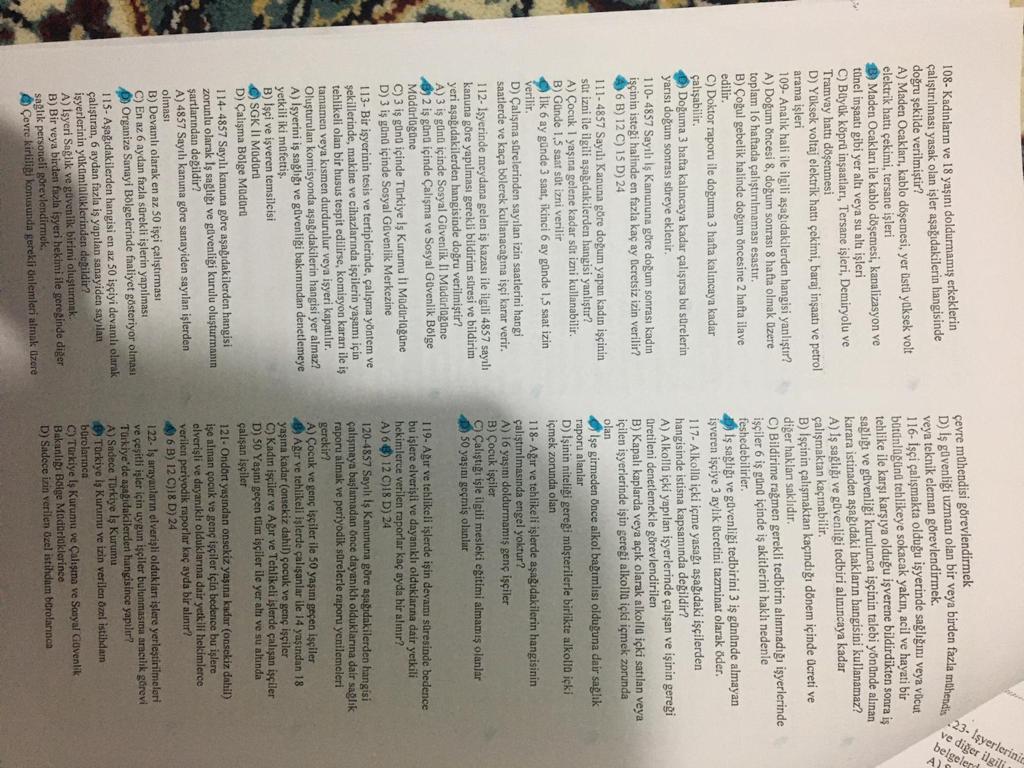 108- Kadınların ve 18 yaşını doldurmamış erkeklerin
çalıştırılması yasak olan işler aşağıdakilerin hangisinde
doğru şekilde verilmiştir?
A) Maden Ocakları, kablo döşemesi, yer üstü yüksek volt
elektrik hattı çekimi, tersane işleri
B) Maden Ocakları ile kablo döşemesi, kanalizasyon ve
tünel inşaatı gibi yer altı veya su altı işleri
C) Büyük köprü inşaatları, Tersane işleri, Demiryolu ve
Tramvay hattı döşenmesi
D) Yüksek voltaj elektrik hattı çekimi, baraj inşaatı ve petrol
arama işleri
109- Analık hali ile ilgili aşağıdakilerden hangisi yanlıştır?
A) Doğum öncesi 8, doğum sonrası 8 hafta olmak üzere
toplam 16 haftada çalıştırılmaması esastır.
B) Çoğul gebelik halinde doğum öncesine 2 hafta ilave
edilir.
C) Doktor raporu ile doğuma 3 hafta kalıncaya kadar
çalışabilir.
D) Doğuma 3 hafta kalıncaya kadar çalışırsa bu sürelerin
yarısı doğum sonrası süreye eklenir.
110- 4857 Sayılı İş Kanununa göre doğum sonrası kadın
işçinin isteği halinde en fazla kaç ay ücretsiz izin verilir?
A) 6 B) 12 C) 15 D) 24
111- 4857 Sayılı Kanuna göre doğum yapan kadın işçinin
süt izni ile ilgili aşağıdakilerden hangisi yanlıştır?
A) Çocuk 1 yaşına gelene kadar süt izni kullanabilir.
B) Günde 1,5 saat süt izni verilir
C) İlk 6 ay günde 3 saat, ikinci 6 ay günde 1,5 saat izin
verilir.
D) Çalışma sürelerinden sayılan izin saatlerini hangi
saatlerde ve kaça bölerek kullanacağına işçi karar verir.
112- İşyerinde meydana gelen iş kazası ile ilgili 4857 sayılı
kanuna göre yapılması gerekli bildirim süresi ve bildirim
yeri aşağıdakilerden hangisinde doğru verilmiştir?
A) 3 iş günü içinde Sosyal Güvenlik İl Müdürlüğüne
B) 2 iş günü içinde Çalışma ve Sosyal Güvenlik Bölge
Müdürlüğüne
C) 3 iş günü içinde Türkiye İş Kurumu İl Müdürlüğüne
D) 3 iş günü içinde Sosyal Güvenlik Merkezine
113- Bir işyerinin tesis ve tertiplerinde, çalışma yöntem ve
şekillerinde, makine ve cihazlarında işçilerin yaşamı için
tehlikeli olan bir husus tespit edilirse, komisyon kararı ile iş
tamamen veya kısmen durdurulur veya işyeri kapatılır.
Oluşturulan komisyonda aşağıdakilerin hangisi yer almaz?
A) İşyerini iş sağlığı ve güvenliği bakımından denetlemeye
yetkili iki müfettiş.
B) İşçi ve işveren temsilcisi
C) SGK İl Müdürü
D) Çalışma Bölge Müdürü
114- 4857 Sayılı kanuna göre aşağıdakilerden hangisi
zorunlu olarak iş sağlığı ve güvenliği kurulu oluşturmanın
şartlarından değildir?
A) 4857 Sayılı kanuna göre sanayiden sayılan işlerden
olması
B) Devamlı olarak en az 50 işçi çalıştırması
C) En az 6 aydan fazla sürekli işlerin yapılması
D) Organize Sanayi Bölgelerinde faaliyet gösteriyor olması
115- Aşağıdakilerden hangisi en az 50 işçiyi devamlı olarak
çalıştıran, 6 aydan fazla iş yapılan sanayiden sayılan
işyerlerinin yükümlülüklerinden değildir?
A) İşyeri Sağlık ve güvenlik birimi oluşturmak.
B) Bir veya birden fazla işyeri hekimi ile gereğinde diğer
sağlık personeli görevlendirmek,
C) Çevre kirliliği konusunda gerekli önlemleri almak üzere
çevre mühendisi görevlendirmek
D) İş güvenliği uzmanı olan bir veya birden fazla mühendis
veya teknik eleman görevlendirmek.
116- İşçi çalışmakta olduğu işyerinde sağlığını veya vücut
bütünlüğünü tehlikeye sokacak yakın, acil ve hayati bir
tehlike ile karşı karşıya olduğu işverene bildirdikten sonra iş
sağlığı ve güvenliği kurulunca işçinin talebi yönünde alınan
karara istinaden aşağıdaki hakların hangisini kullanamaz?
A) İş sağlığı ve güvenliği tedbiri alınıncaya kadar
çalışmaktan kaçınabilir.
B) İşçinin çalışmaktan kaçındığı dönem içinde ücreti ve
diğer hakları saklıdır.
C) Bildirime rağmen gerekli tedbirin alınmadığı işyerlerinde
işçiler 6 iş günü içinde iş akitlerini haklı nedenle
feshedebilirler.
D) İş sağlığı ve güvenliği tedbirini 3 iş gününde almayan
işveren işçiye 3 aylık ücretini tazminat olarak öder.
117- Alkollü içki içme yasağı aşağıdaki işçilerden
hangisinde istisna kapsamında değildir?
A) Alkollü içki yapılan işyerlerinde çalışan ve işinin gereği
üretileni denetlemekle görevlendirilen
B) Kapalı kaplarda veya açık olarak alkollü içki satılan veya
içilen işyerlerinde işin gereği alkollü içki içmek zorunda
olan
C) İşe girmeden önce alkol bağımlısı olduğuna dair sağlık
raporu alanlar
D) İşinin niteliği gereği müşterilerle birlikte alkollü içki
içmek zorunda olan
118- Ağır ve tehlikeli işlerde aşağıdakilerin hangisinin
çalıştırılmasında engel yoktur?
A) 16 yaşını doldurmamış genç işçiler
B) Çocuk işçiler
C) Çalıştığı işle ilgili mesleki eğitimi almamış olanlar
D) 50 yaşını geçmiş olanlar
119- Ağır ve tehlikeli işlerde işin devamı süresinde bedence
bu işlere elverişli ve dayanıklı olduklarına dair yetkili
hekimlerce verilen raporlar kaç ayda bir alınır?
A) 6 B) 12 C)18 D) 24
120-4857 Sayılı İş Kanununa göre aşağıdakilerden hangisi
çalışmaya başlamadan önce dayanıklı olduklarına dair sağlık
raporu almak ve periyodik sürelerle raporu yenilemeleri
gerekir?
A) Çocuk ve genç işçiler ile 50 yaşını geçen işçiler
B) Ağır ve tehlikeli işlerde çalışanlar ile 14 yaşından 18
yaşına kadar (onsekiz dahil) çocuk ve genç işçiler
C) Kadın işçiler ve Ağır ve Tehlikeli işlerde çalışan işçiler
D) 50 Yaşını geçen tüm işçiler ile yer altı ve su altında
çalışan işçiler
121- Ondört yaşından onsekiz yaşına kadar (onsekiz dahil)
işe alınan çocuk ve genç işçiler için bedence bu işlere
elverişli ve dayanıklı olduklarına dair yetkili hekimlerce
verilen periyodik raporlar kaç ayda bir alınır?
A) 6 B) 12 C)18 D) 24
122- İş arayanların elverişli oldukları işlere yerleştirilmeleri
ve çeşitli işler için uygun işçiler bulunmasına aracılık görevi
Türkiye'de aşağıdakilerden hangisince yapılır?
A) Sadece Türkiye İş Kurumu
B) Türkiye İş Kurumu ve izin verilen özel istihdam
bürolarınca
C) Türkiye İş Kurumu ve Çalışma ve Sosyal Güvenlik
Bakanlığı Bölge Müdürlüklerince
D) Sadece izin verilen özel istihdam bürolarınca
23- İşyerlerinin
ve diğer ilgili
belgelerd
A) S